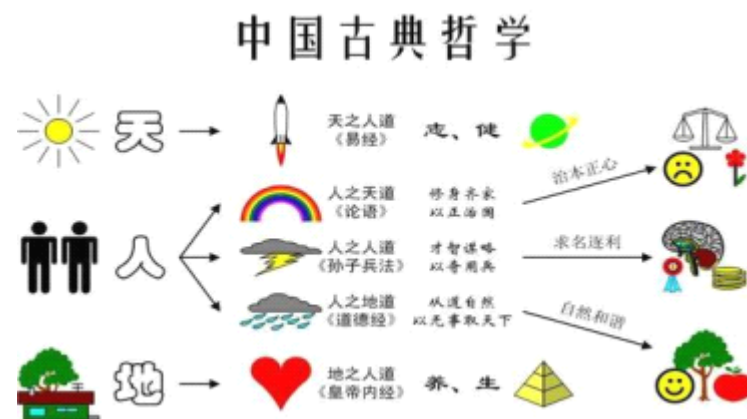 中国古典哲学
天
天之人道
《易经》
志、健
人
人之天道
《论语》
修身齐家
以正治国
治本正心
人之人道
《孙子兵法》
才智谋略
以奇用兵
求名逐利
人之地道
《道德经》
从道自然
以无事取天下
自然和谐
地
地之人道
《皇帝内经》
养、生